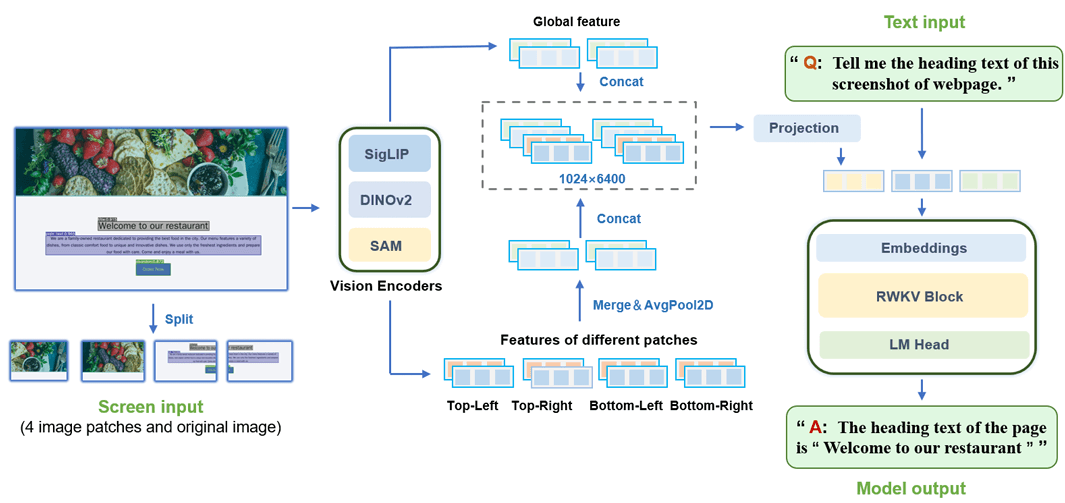 Global feature
Text input
Concat
“ Q: Tell me the heading text of this
screenshot of webpage. ”
SigLIP
DINOv2
SAM
Vision Encoders
1024×6400
Projection
Concat
Welcome to our restaurant
We are a family-owned restaurant dedicated to providing the best food in the city. Our menu features a variety of
dishes, from classic comfort food to unique and innovative dishes. We use only the freshest ingredients and prepare
our food with care. Come and enjoy a meal with us.
Order Now
Embeddings
RWKV Block
LM Head
Merge & AvgPool2D
Split
Features of different patches
Top-Left
Top-Right
Bottom-Left
Bottom-Right
Screen input
(4 image patches and original image)
“ A: The heading text of the page
is “ Welcome to our restaurant ” ”
Model output